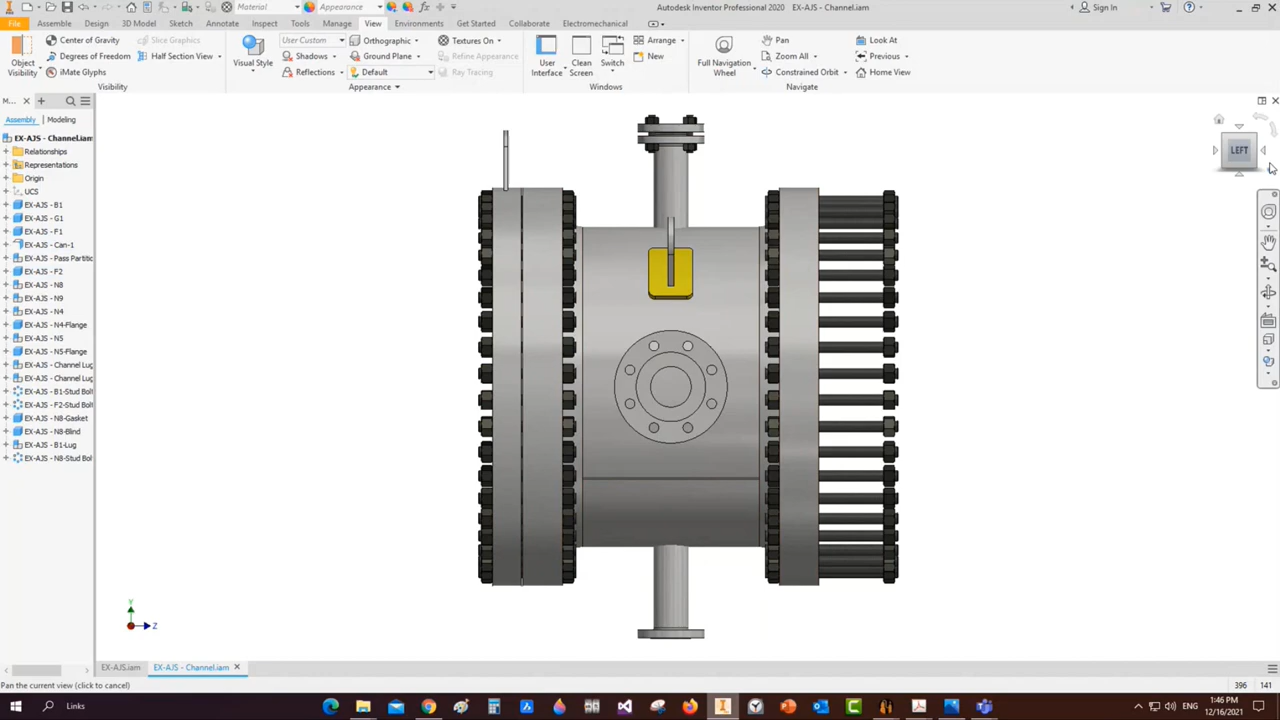 Material
Appearance
Autodesk Inventor Professional 2020 EX-AJS - Channel.iam
Sign In
File Assemble Design 3D Model Sketch Annotate Inspect Tools Manage View Environments Get Started Collaborate Electromechanical
Object Visibility
Center of Gravity
Degrees of Freedom
iMate Glyphs
Slice Graphics
Half Section View
Visibility
Visual Style
User Custom
Shadows
Reflections
Orthographic
Ground Plane
Default
Textures On
Refine Appearance
Ray Tracing
Appearance
User Interface
Clean Screen
Switch
Arrange
New
Windows
Full Navigation Wheel
Pan
Zoom All
Constrained Orbit
Look At
Previous
Home View
Navigate
M...
Assembly Modeling
EX-AJS - Channel.iam
Relationships
Representations
Origin
UCS
EX-AJS - B1
EX-AJS - G1
EX-AJS - F1
EX-AJS - Can-1
EX-AJS - Pass Partitic
EX-AJS - F2
EX-AJS - N8
EX-AJS - N9
EX-AJS - N4
EX-AJS - N4-Flange
EX-AJS - N5
EX-AJS - N5-Flange
EX-AJS - Channel Lug
EX-AJS - Channel Lug
EX-AJS - B1-Stud Bolt
EX-AJS - F2-Stud Bolt
EX-AJS - N8-Gasket
EX-AJS - N8-Blind
EX-AJS - B1-Lug
EX-AJS - N8-Stud Bol
LEFT
Y
Z
EX-AJS.iam EX-AJS - Channel.iam
Pan the current view (click to cancel)
396 141
Links
1:46 PM
12/16/2021